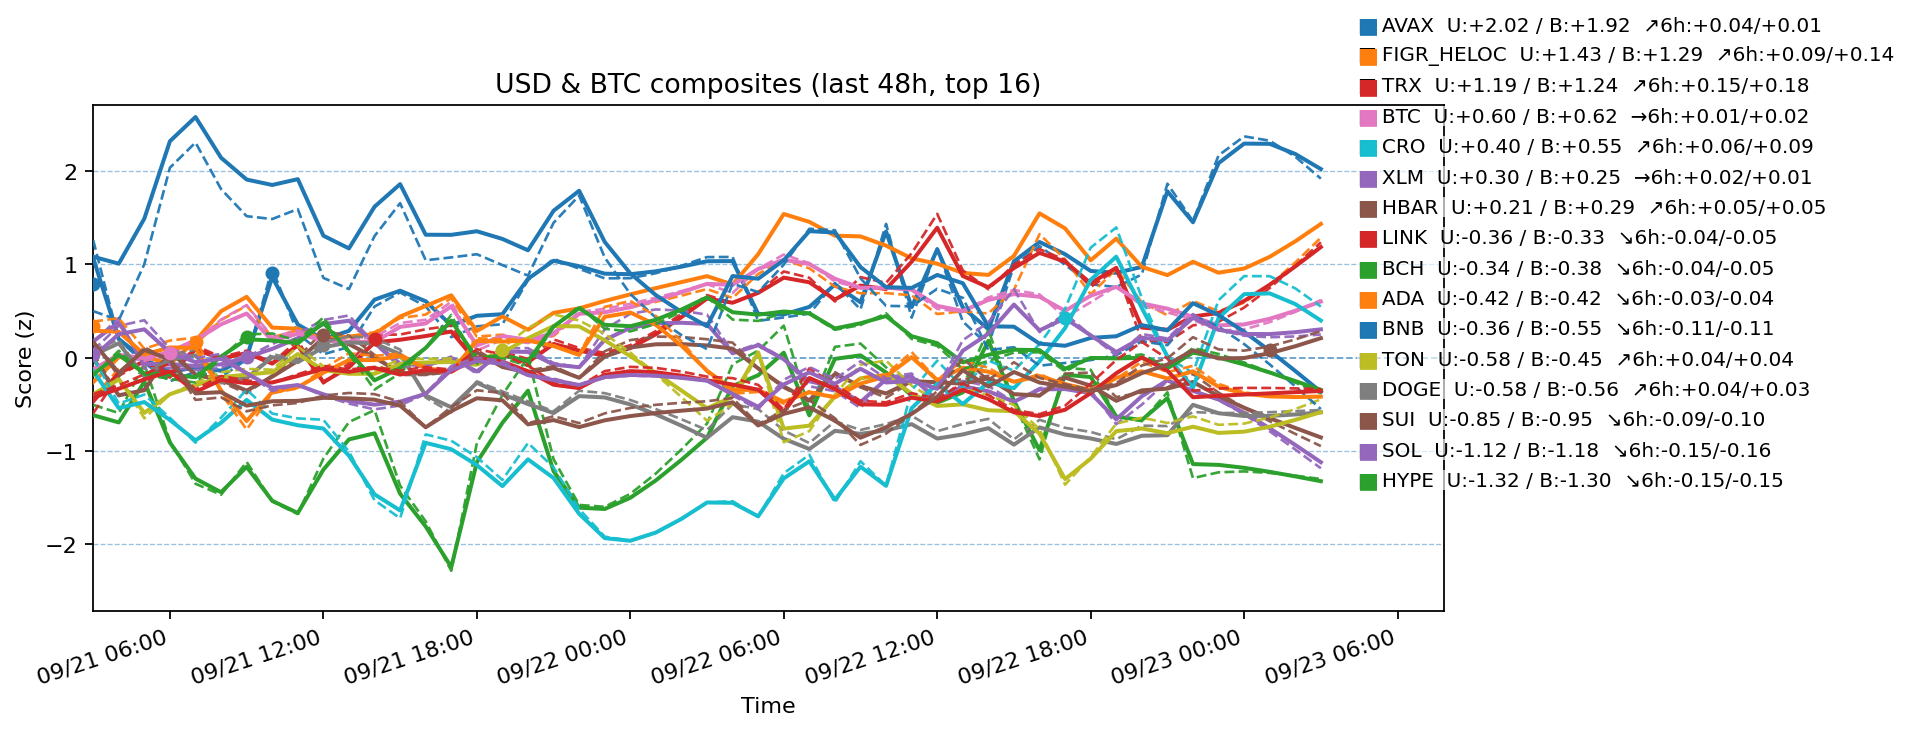 AVAX U:+2.02 / B:+1.92 ↗6h:+0.04/+0.01
FIGR_HELOC U:+1.43 / B:+1.29 ↗6h:+0.09/+0.14
TRX U:+1.19 / B:+1.24 ↗6h:+0.15/+0.18
BTC U:+0.60 / B:+0.62 →6h:+0.01/+0.02
CRO U:+0.40 / B:+0.55 ↗6h:+0.06/+0.09
XLM U:+0.30 / B:+0.25 →6h:+0.02/+0.01
HBAR U:+0.21 / B:+0.29 ↗6h:+0.05/+0.05
LINK U:-0.36 / B:-0.33 ↘6h:-0.04/-0.05
BCH U:-0.34 / B:-0.38 ↘6h:-0.04/-0.05
ADA U:-0.42 / B:-0.42 ↘6h:-0.03/-0.04
BNB U:-0.36 / B:-0.55 ↘6h:-0.11/-0.11
TON U:-0.58 / B:-0.45 ↗6h:+0.04/+0.04
DOGE U:-0.58 / B:-0.56 ↗6h:+0.04/+0.03
SUI U:-0.85 / B:-0.95 ↘6h:-0.09/-0.10
SOL U:-1.12 / B:-1.18 ↘6h:-0.15/-0.16
HYPE U:-1.32 / B:-1.30 ↘6h:-0.15/-0.15
USD & BTC composites (last 48h, top 16)
Score (z)
2
1
0
−1
−2
09/21 06:00
09/21 12:00
09/21 18:00
09/22 00:00
09/22 06:00
09/22 12:00
09/22 18:00
09/23 00:00
09/23 06:00
Time